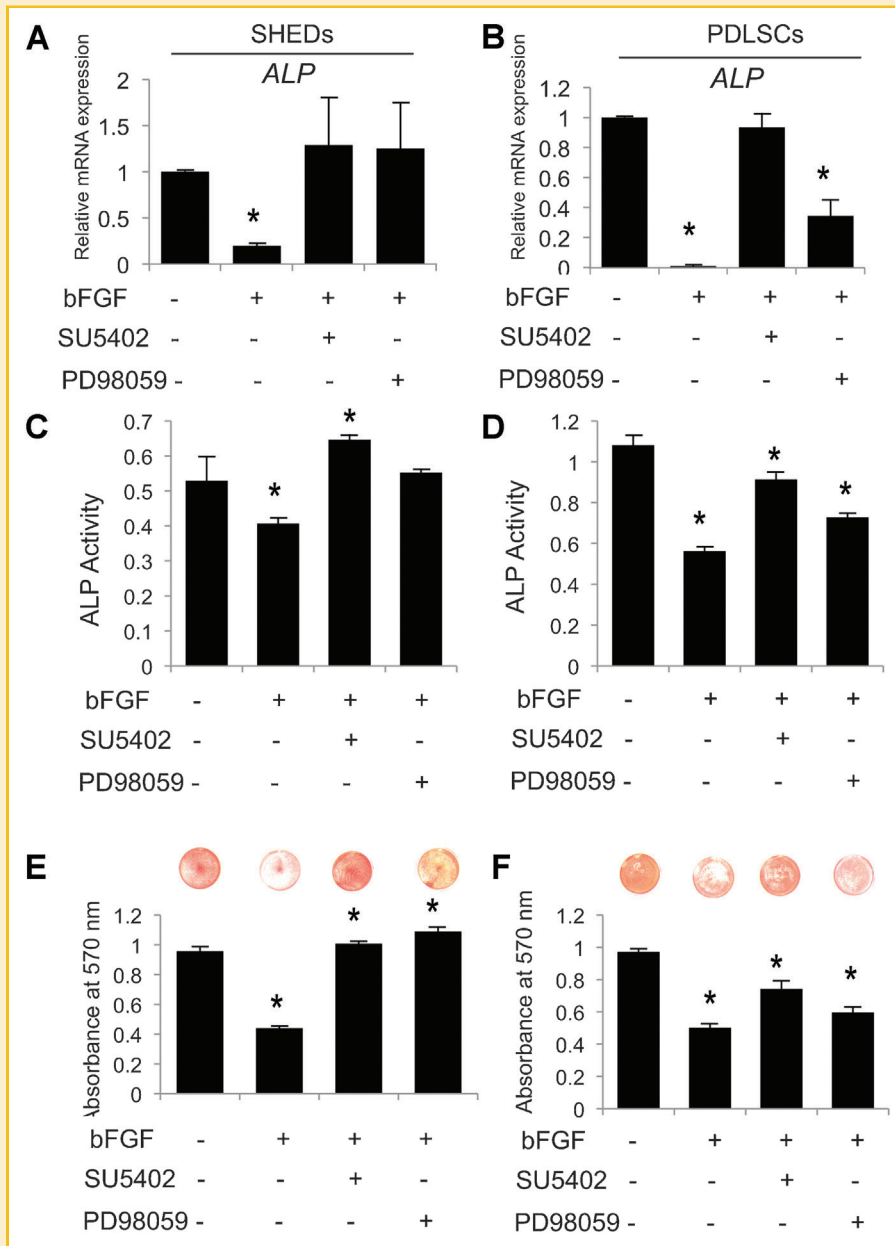 A
SHEDs
ALP
Relative mRNA expression
2
1.5
1
0.5
0
*
bFGF - + + +
SU5402 - - + -
PD98059 - - - +
B
PDLSCs
ALP
Relative mRNA expression
1.2
1
0.8
0.6
0.4
0.2
0
* *
bFGF - + + +
SU5402 - - + -
PD98059 - - - +
C
ALP Activity
0.7
0.6
0.5
0.4
0.3
0.2
0.1
0
* *
bFGF - + + +
SU5402 - - + -
PD98059 - - - +
D
ALP Activity
1.2
1
0.8
0.6
0.4
0.2
0
* * *
bFGF - + + +
SU5402 - - + -
PD98059 - - - +
E
Absorbance at 570 nm
1.2
1
0.8
0.6
0.4
0.2
0
* * *
bFGF - + + +
SU5402 - - + -
PD98059 - - - +
F
Absorbance at 570 nm
1.2
1
0.8
0.6
0.4
0.2
0
* * *
bFGF - + + +
SU5402 - - + -
PD98059 - - - +